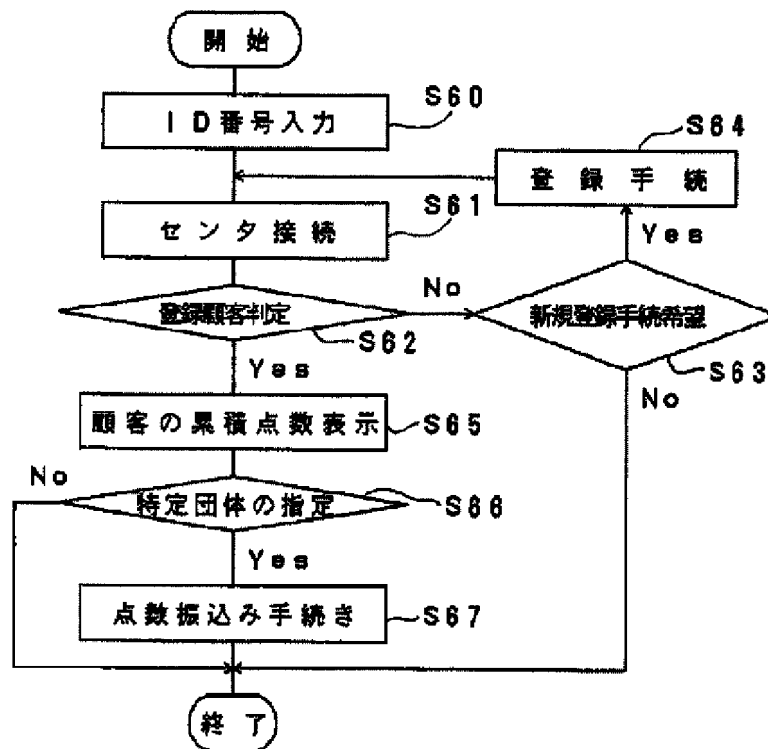 開始
ID番号入力
S60
登録手続
S64
センタ接続
S61
Yes
登録顧客判定
S62
No
新規登録手続希望
S63
Yes
No
顧客の累積点数表示
S65
No
特定団体の指定
S66
Yes
点数振込み手続き
S67
終了